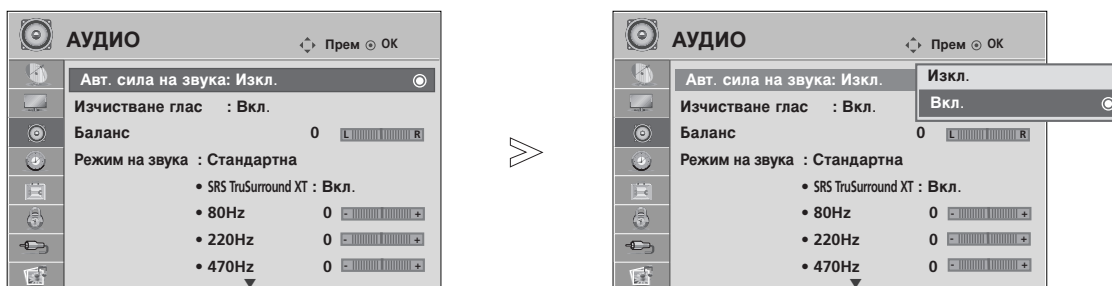 АУДИО
Прем OK
Авт. сила на звука: Изкл.
Изчистване глас : Вкл.
Баланс 0 L R
Режим на звука : Стандартна
• SRS TruSurround XT : Вкл.
• 80Hz 0 - +
• 220Hz 0 - +
• 470Hz 0 - +
АУДИО
Прем OK
Авт. сила на звука: Изкл.
Изкл.
Вкл.
Изчистване глас : Вкл.
Баланс 0 L R
Режим на звука : Стандартна
• SRS TruSurround XT : Вкл.
• 80Hz 0 - +
• 220Hz 0 - +
• 470Hz 0 - +